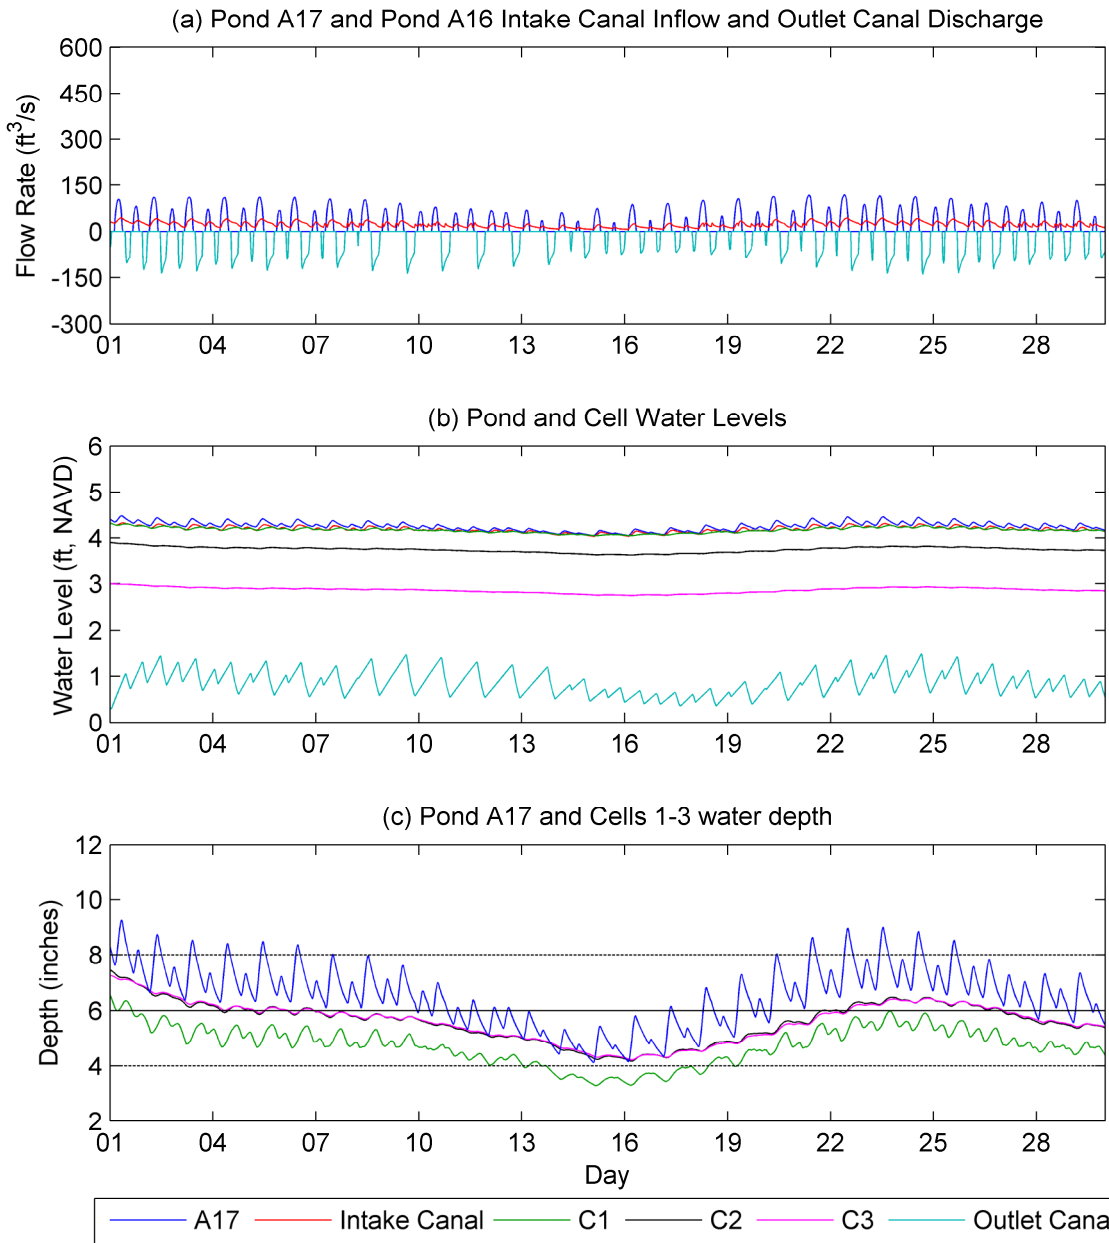 (a) Pond A17 and Pond A16 Intake Canal Inflow and Outlet Canal Discharge
Flow Rate (ft³/s)
600
450
300
150
0
-150
-300
01 04 07 10 13 16 19 22 25 28
(b) Pond and Cell Water Levels
Water Level (ft, NAVD)
6
5
4
3
2
1
0
01 04 07 10 13 16 19 22 25 28
(c) Pond A17 and Cells 1-3 water depth
Depth (inches)
12
10
8
6
4
2
01 04 07 10 13 16 19 22 25 28
Day
A17 Intake Canal C1 C2 C3 Outlet Cana